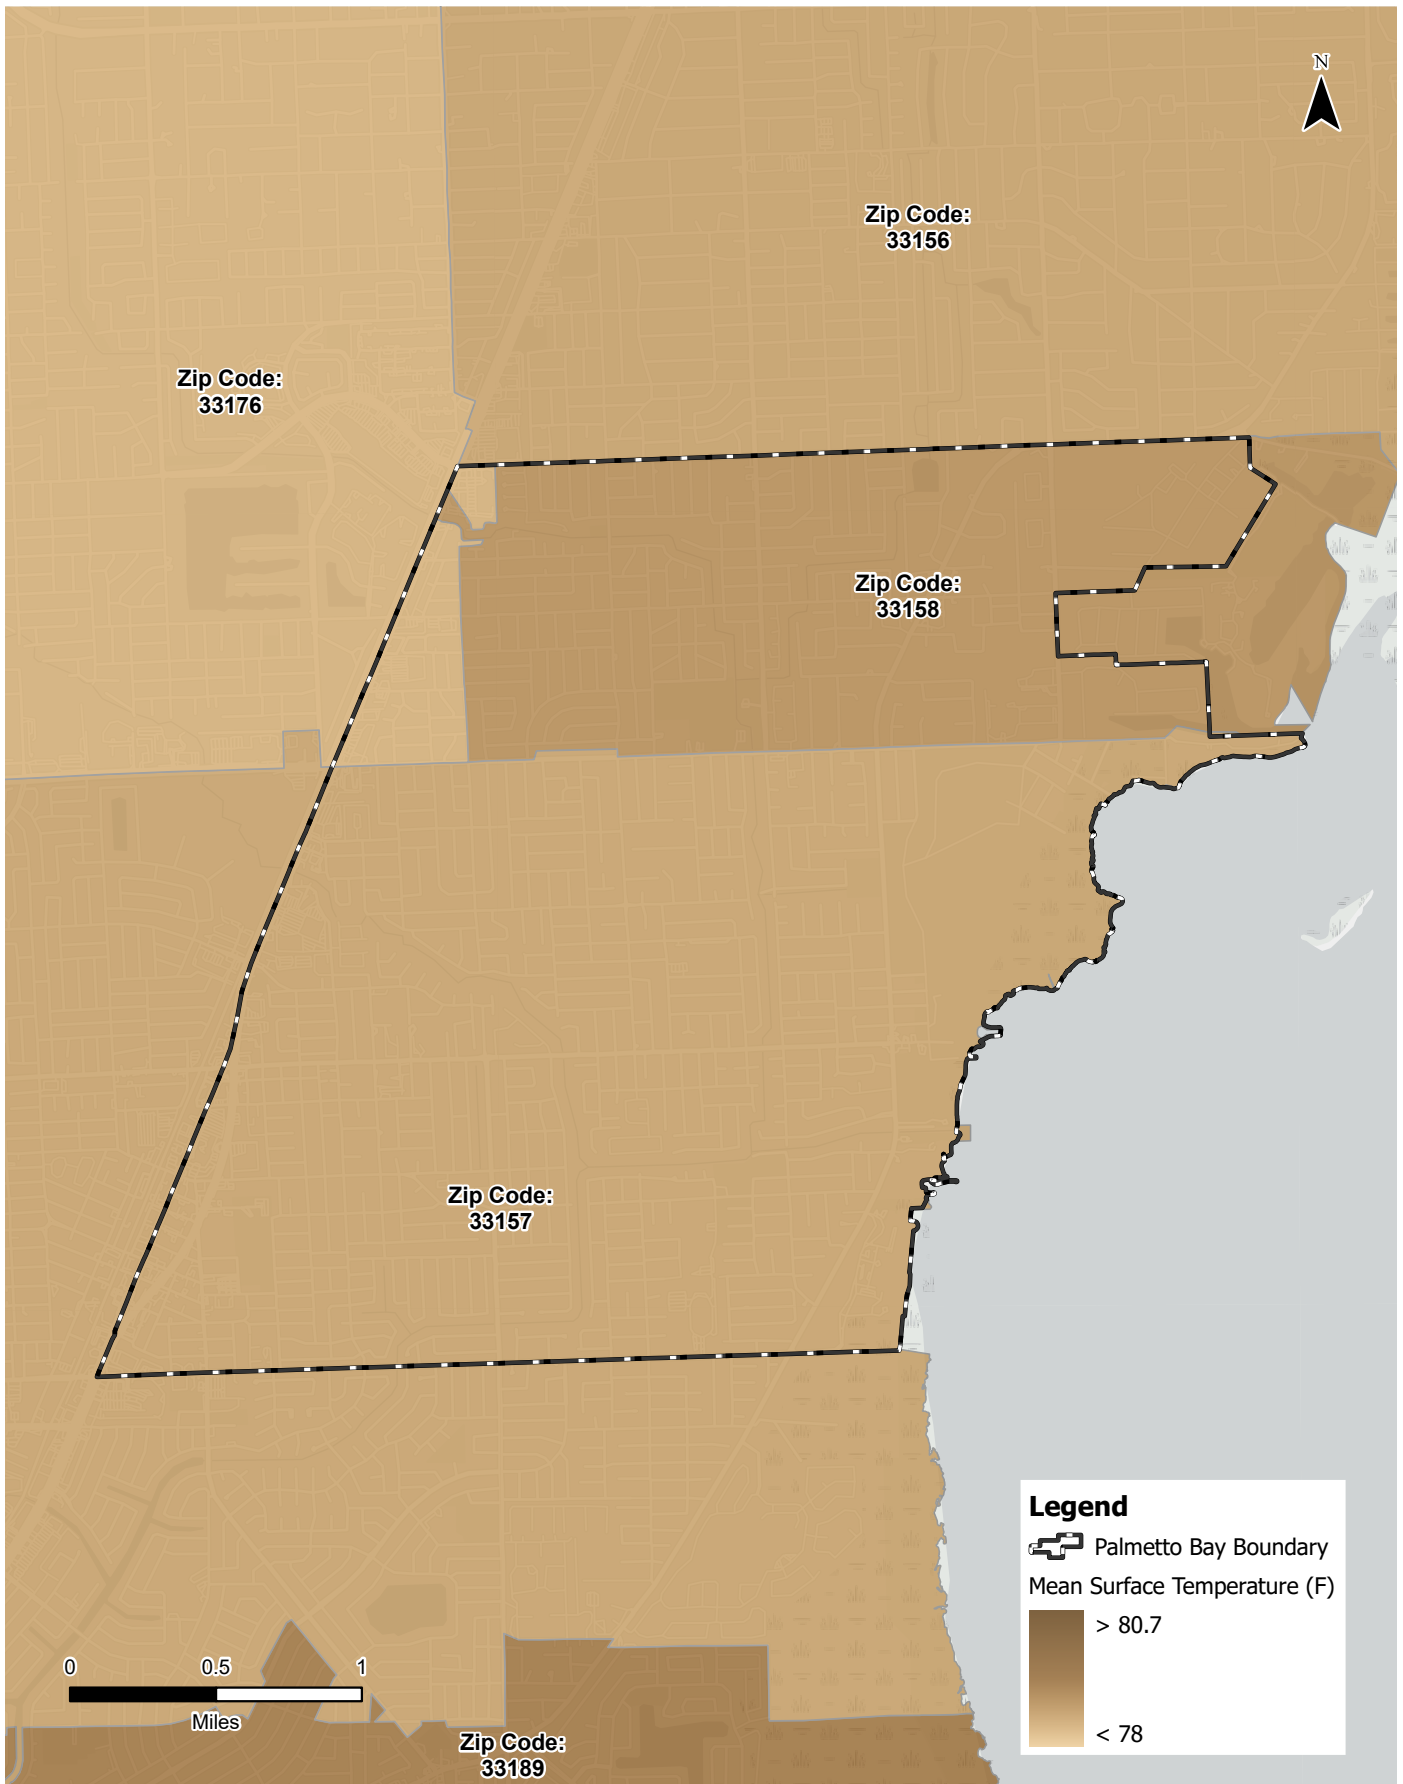 N
Zip Code:
33156
Zip Code:
33176
Zip Code:
33158
Zip Code:
33157
Legend
Palmetto Bay Boundary
Mean Surface Temperature (F)
> 80.7
< 78
0 0.5 1
Miles
Zip Code:
33189